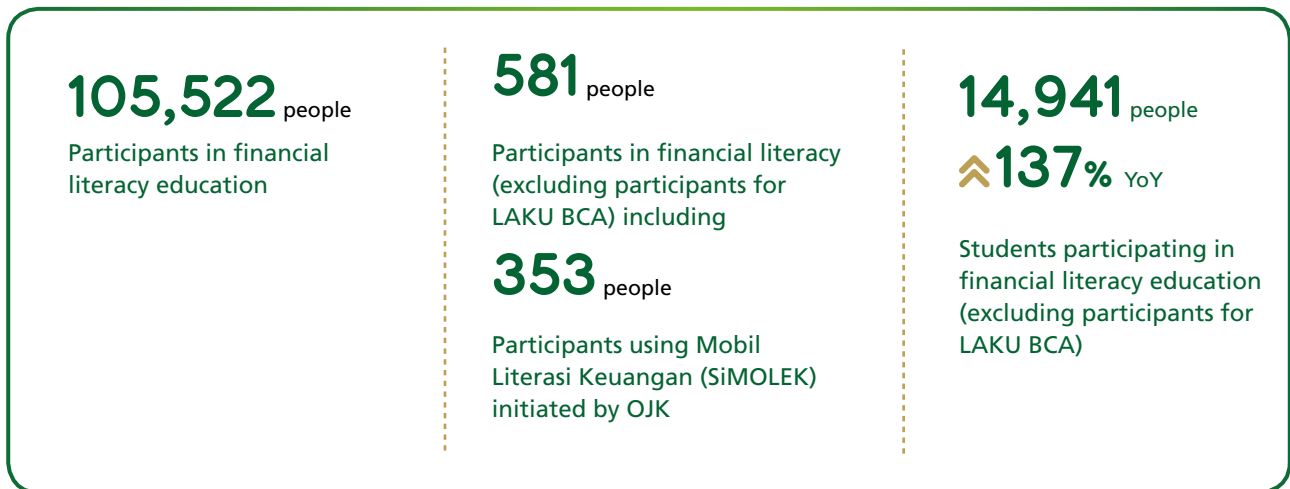 105,522 people
Participants in financial
literacy education
581 people
Participants in financial literacy
(excluding participants for
LAKU BCA) including
353 people
Participants using Mobil
Literasi Keuangan (SiMOLEK)
initiated by OJK
14,941 people
137% YoY
Students participating in
financial literacy education
(excluding participants for
LAKU BCA)